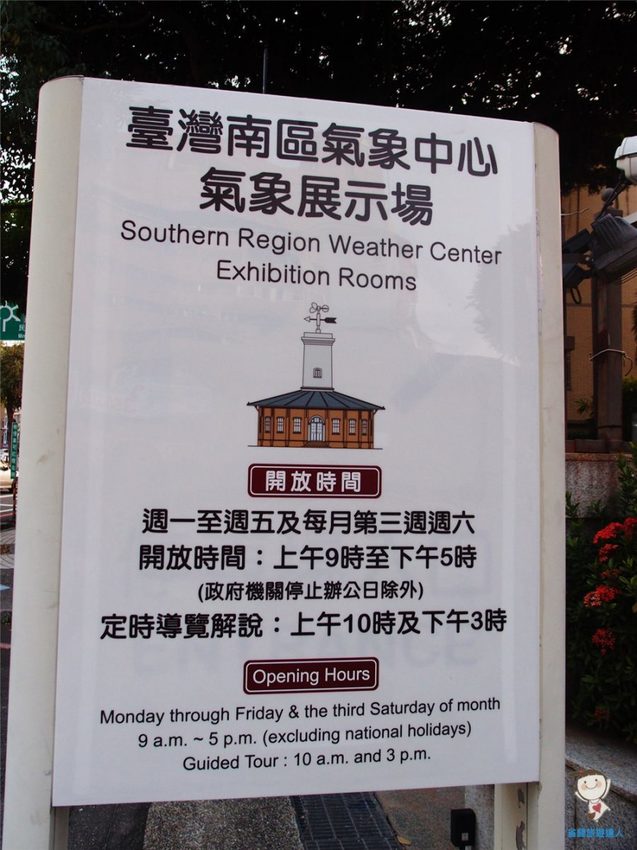 臺灣南區氣象中心
氣象展示場
Southern Region Weather Center
Exhibition Rooms
開放時間
週一至週五及每月第三週週六
開放時間：上午9時至下午5時
(政府機關停止辦公日除外)
定時導覽解說：上午10時及下午3時
Opening Hours
Monday through Friday & the third Saturday of month
9 a.m. ~ 5 p.m. (excluding national holidays)
Guided Tour : 10 a.m. and 3 p.m.